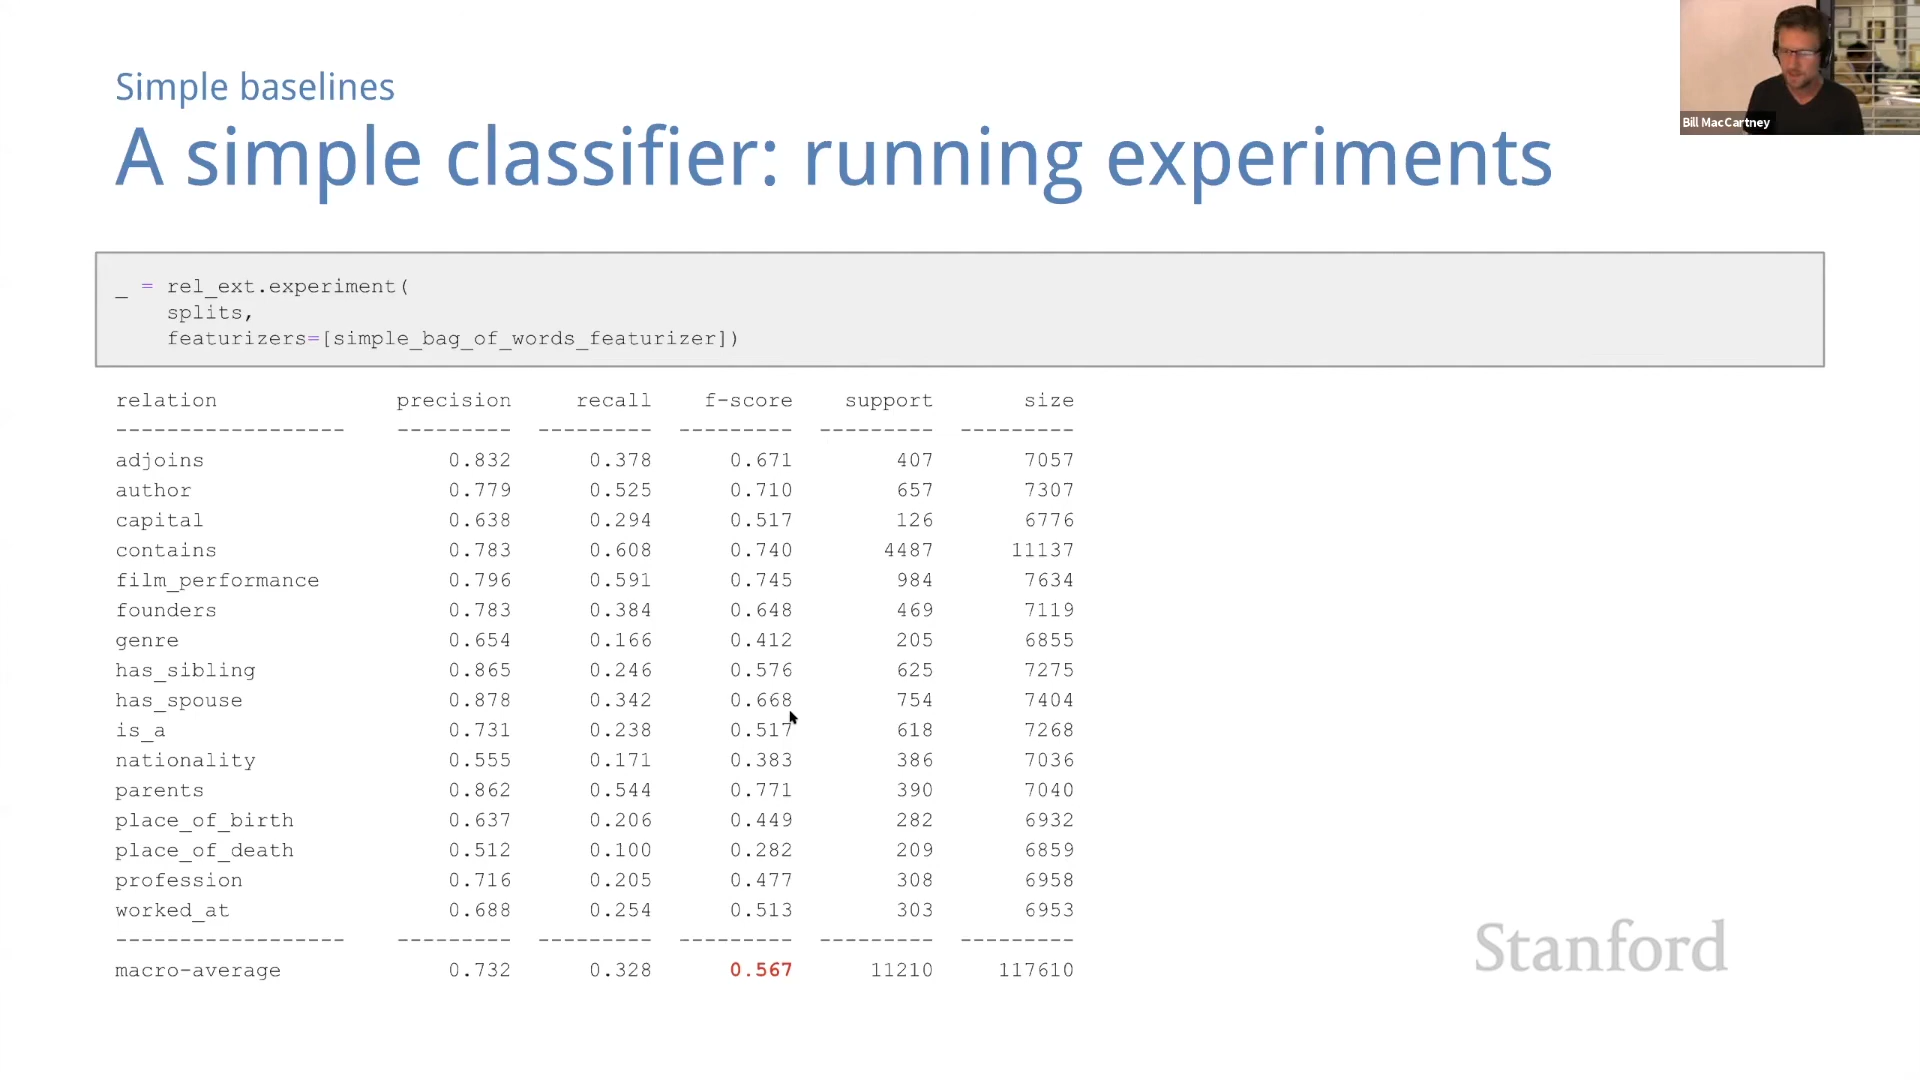 Simple baselines
A simple classifier: running experiments
Bill MacCartney
_ = rel_ext.experiment(
splits,
featurizers=[simple_bag_of_words_featurizer])
relation precision recall f-score support size
------------------ --------- --------- --------- --------- ---------
adjoins 0.832 0.378 0.671 407 7057
author 0.779 0.525 0.710 657 7307
capital 0.638 0.294 0.517 126 6776
contains 0.783 0.608 0.740 4487 11137
film_performance 0.796 0.591 0.745 984 7634
founders 0.783 0.384 0.648 469 7119
genre 0.654 0.166 0.412 205 6855
has_sibling 0.865 0.246 0.576 625 7275
has_spouse 0.878 0.342 0.668 754 7404
is_a 0.731 0.238 0.517 618 7268
nationality 0.555 0.171 0.383 386 7036
parents 0.862 0.544 0.771 390 7040
place_of_birth 0.637 0.206 0.449 282 6932
place_of_death 0.512 0.100 0.282 209 6859
profession 0.716 0.205 0.477 308 6958
worked_at 0.688 0.254 0.513 303 6953
------------------ --------- --------- --------- --------- ---------
macro-average 0.732 0.328 0.567 11210 117610
Stanford